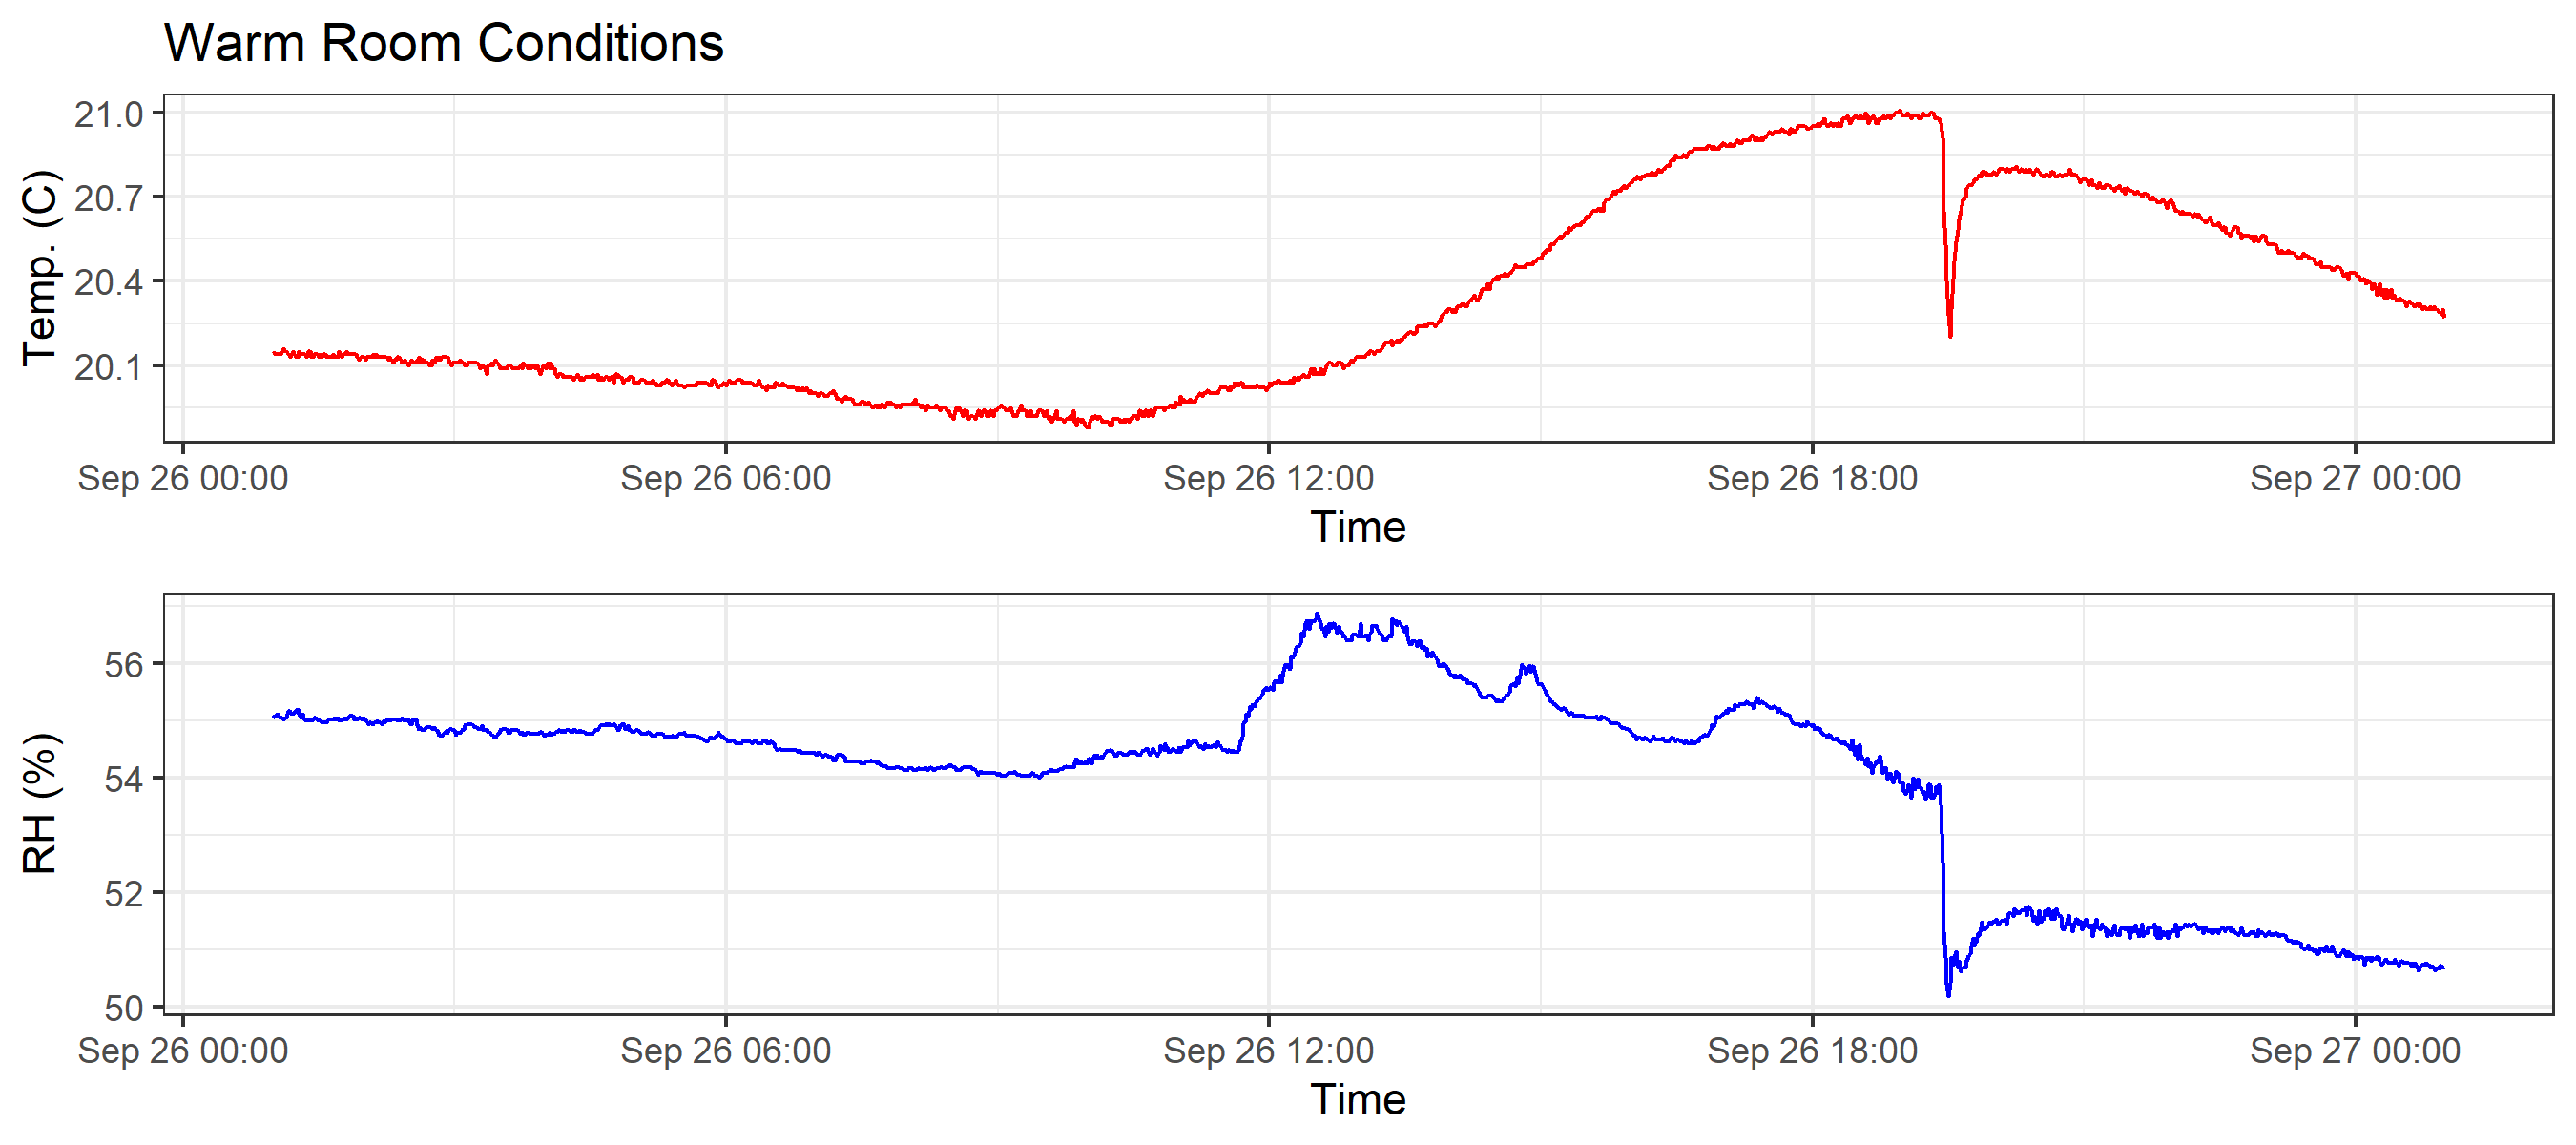 Warm Room Conditions
Temp. (C)
21.0
20.7
20.4
20.1
Sep 26 00:00 Sep 26 06:00 Sep 26 12:00 Sep 26 18:00 Sep 27 00:00
Time
RH (%)
56
54
52
50
Sep 26 00:00 Sep 26 06:00 Sep 26 12:00 Sep 26 18:00 Sep 27 00:00
Time